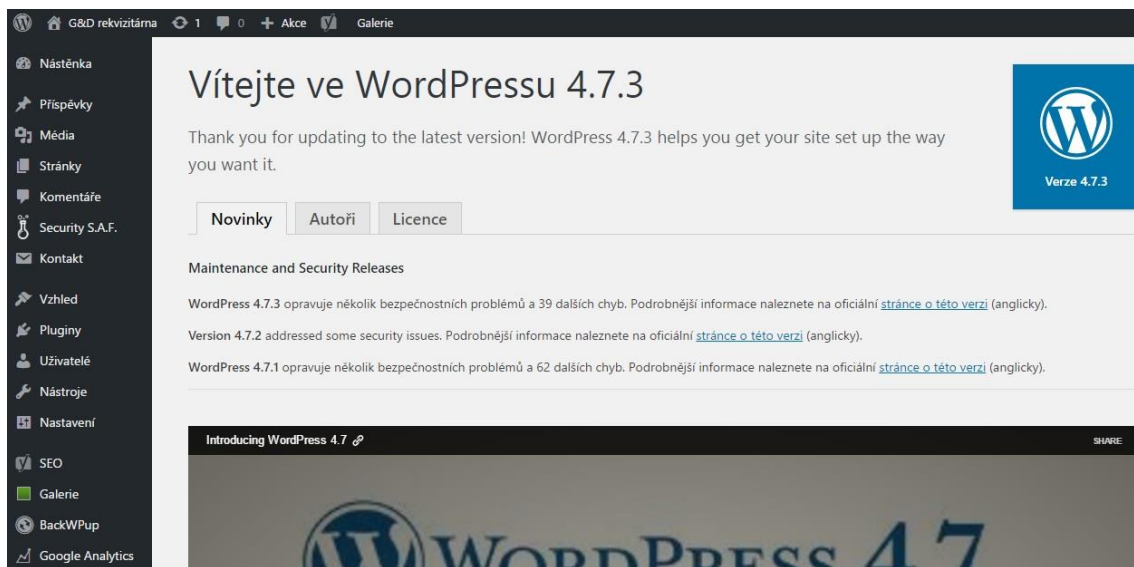 G&D rekvizitárna 1 0 Akce Galerie
Nástěnka
Příspěvky
Média
Stránky
Komentáře
Security S.A.F.
Kontakt
Vzhled
Pluginy
Uživatelé
Nástroje
Nastavení
SEO
Galerie
BackWPup
Google Analytics
Vítejte ve WordPressu 4.7.3
Thank you for updating to the latest version! WordPress 4.7.3 helps you get your site set up the way
you want it.
Verze 4.7.3
Novinky Autoři Licence
Maintenance and Security Releases
WordPress 4.7.3 opravuje několik bezpečnostních problémů a 39 dalších chyb. Podrobnější informace naleznete na oficiální stránce o této verzi (anglicky).
Version 4.7.2 addressed some security issues. Podrobnější informace naleznete na oficiální stránce o této verzi (anglicky).
WordPress 4.7.1 opravuje několik bezpečnostních problémů a 62 dalších chyb. Podrobnější informace naleznete na oficiální stránce o této verzi (anglicky).
Introducing WordPress 4.7 SHARE
WORDPRESS 4.7